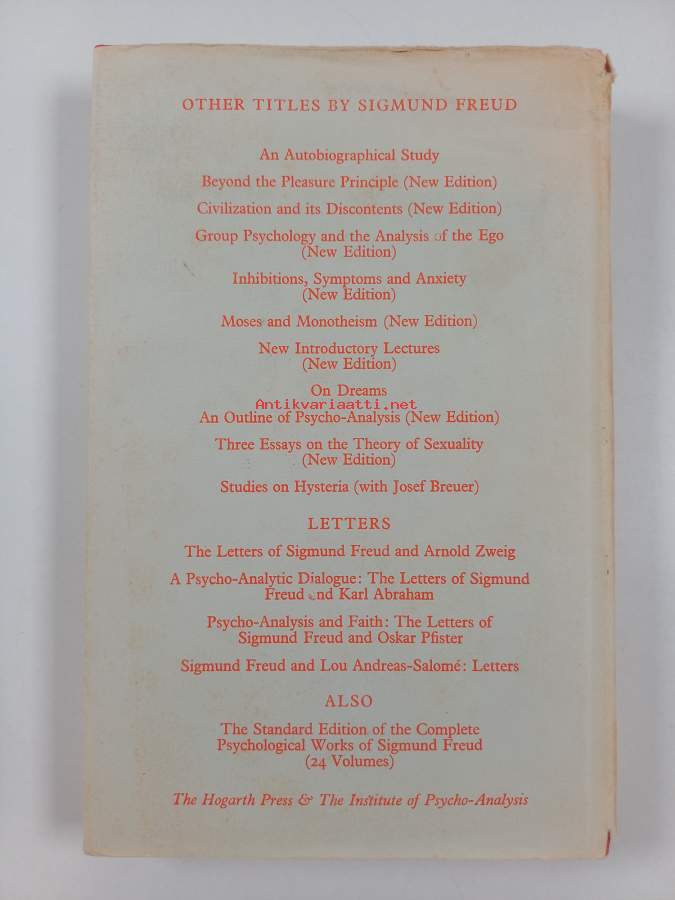 OTHER TITLES BY SIGMUND FREUD
An Autobiographical Study
Beyond the Pleasure Principle (New Edition)
Civilization and its Discontents (New Edition)
Group Psychology and the Analysis of the Ego
(New Edition)
Inhibitions, Symptoms and Anxiety
(New Edition)
Moses and Monotheism (New Edition)
New Introductory Lectures
(New Edition)
On Dreams
Antikvariaatti.net
An Outline of Psycho-Analysis (New Edition)
Three Essays on the Theory of Sexuality
(New Edition)
Studies on Hysteria (with Josef Breuer)
LETTERS
The Letters of Sigmund Freud and Arnold Zweig
A Psycho-Analytic Dialogue: The Letters of Sigmund
Freud and Karl Abraham
Psycho-Analysis and Faith: The Letters of
Sigmund Freud and Oskar Pfister
Sigmund Freud and Lou Andreas-Salomé: Letters
ALSO
The Standard Edition of the Complete
Psychological Works of Sigmund Freud
(24 Volumes)
The Hogarth Press & The Institute of Psycho-Analysis